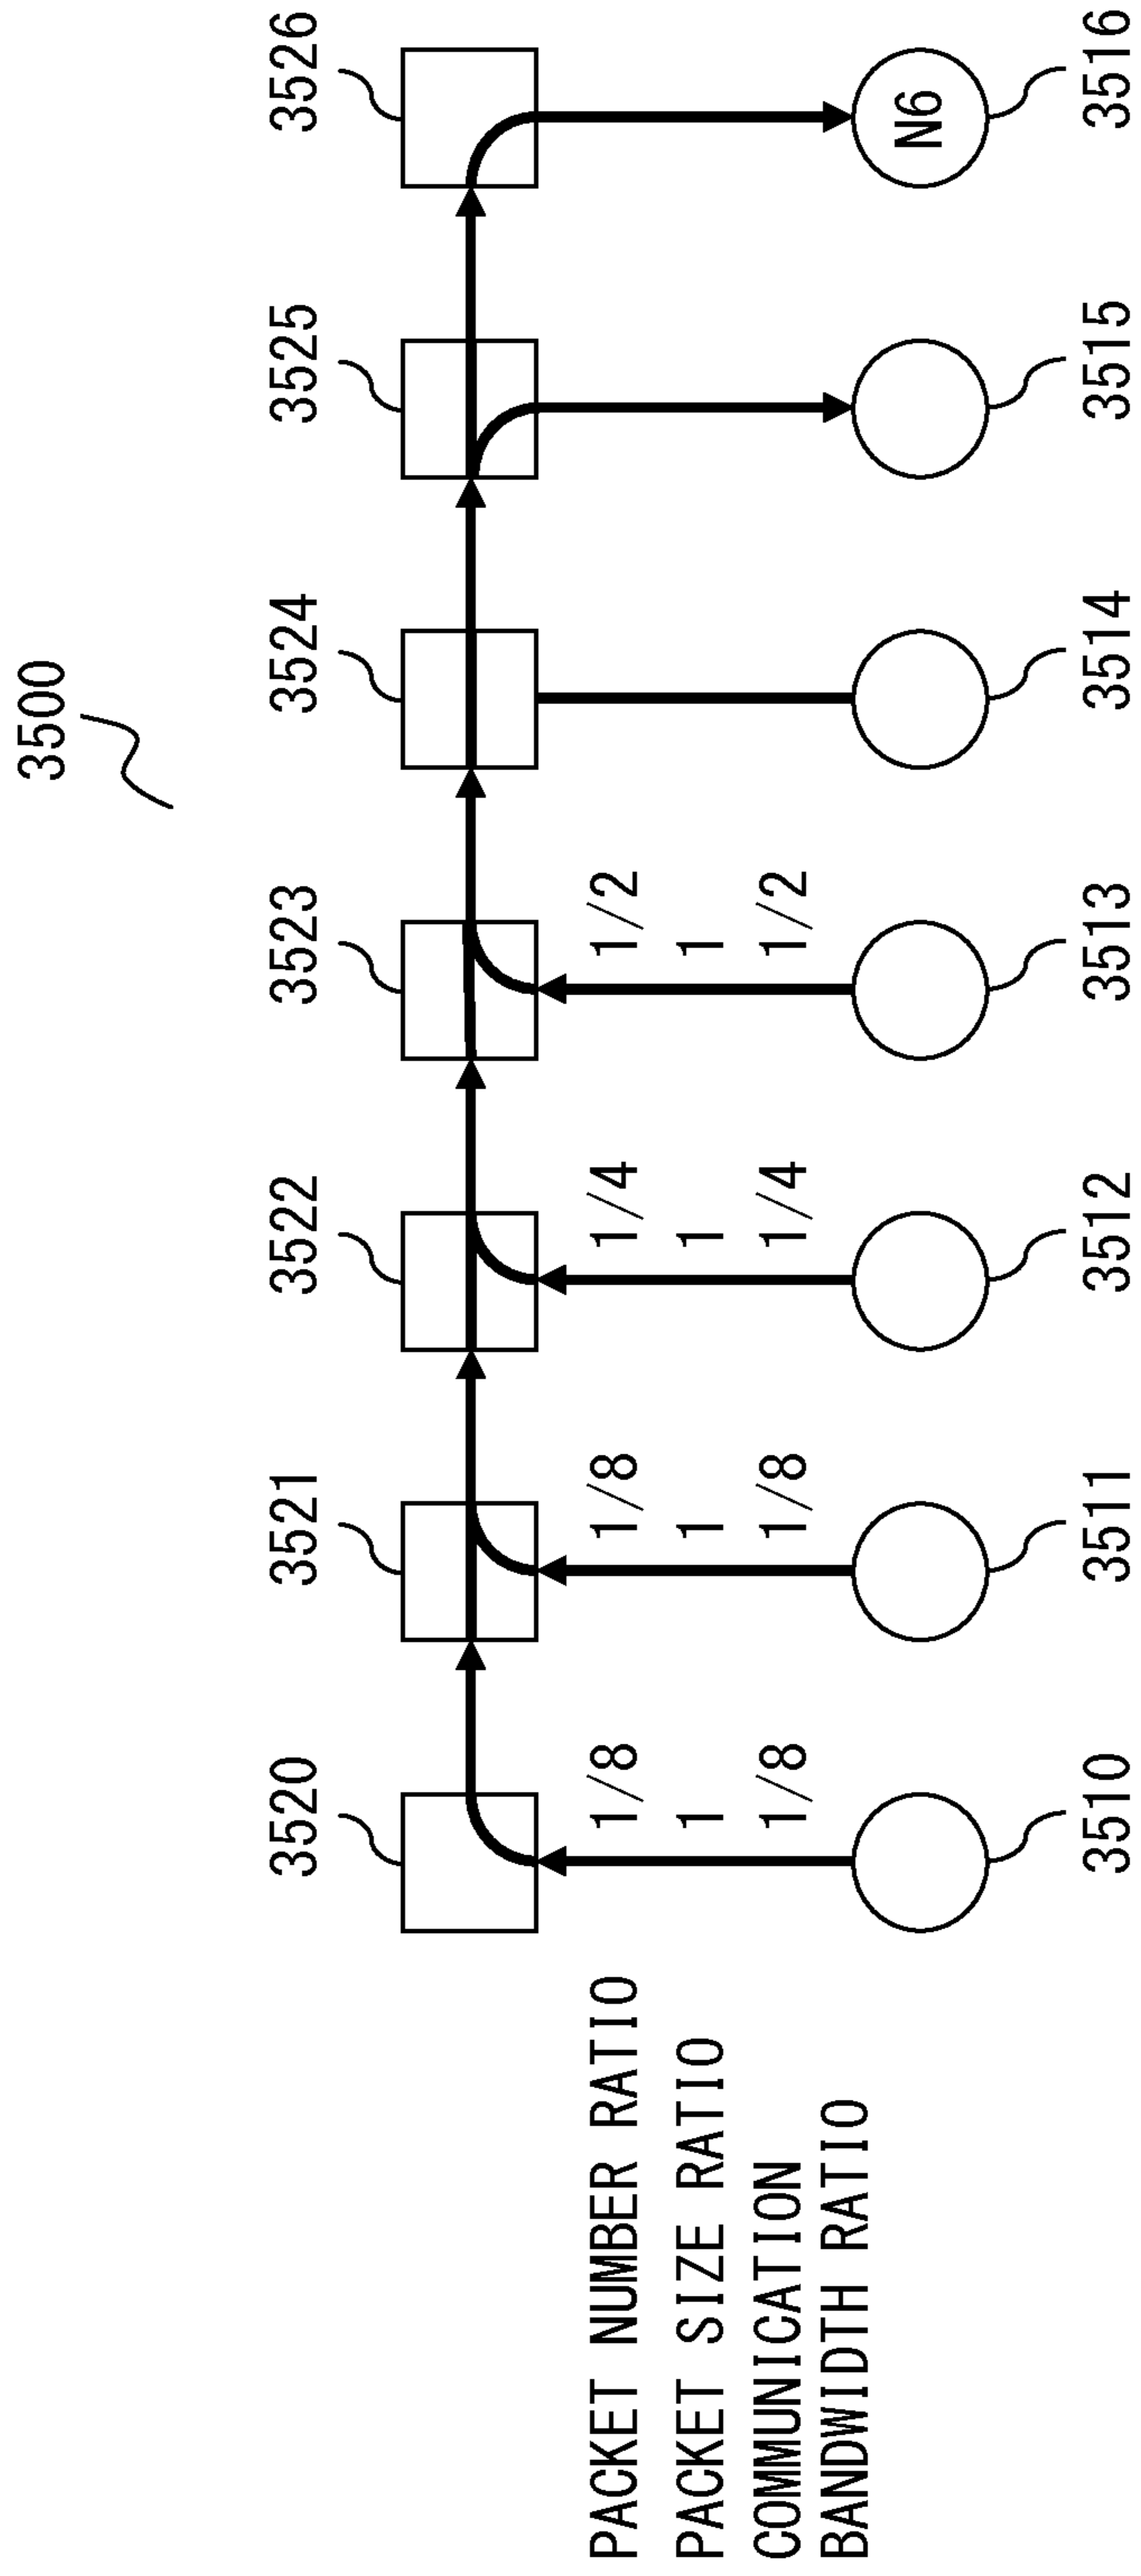 3500
3520 3521 3522 3523 3524 3525 3526
PACKET NUMBER RATIO 1/8 1/8 1/4 1/2
PACKET SIZE RATIO 1 1 1 1
COMMUNICATION
BANDWIDTH RATIO 1/8 1/8 1/4 1/2
N6
3510 3511 3512 3513 3514 3515 3516